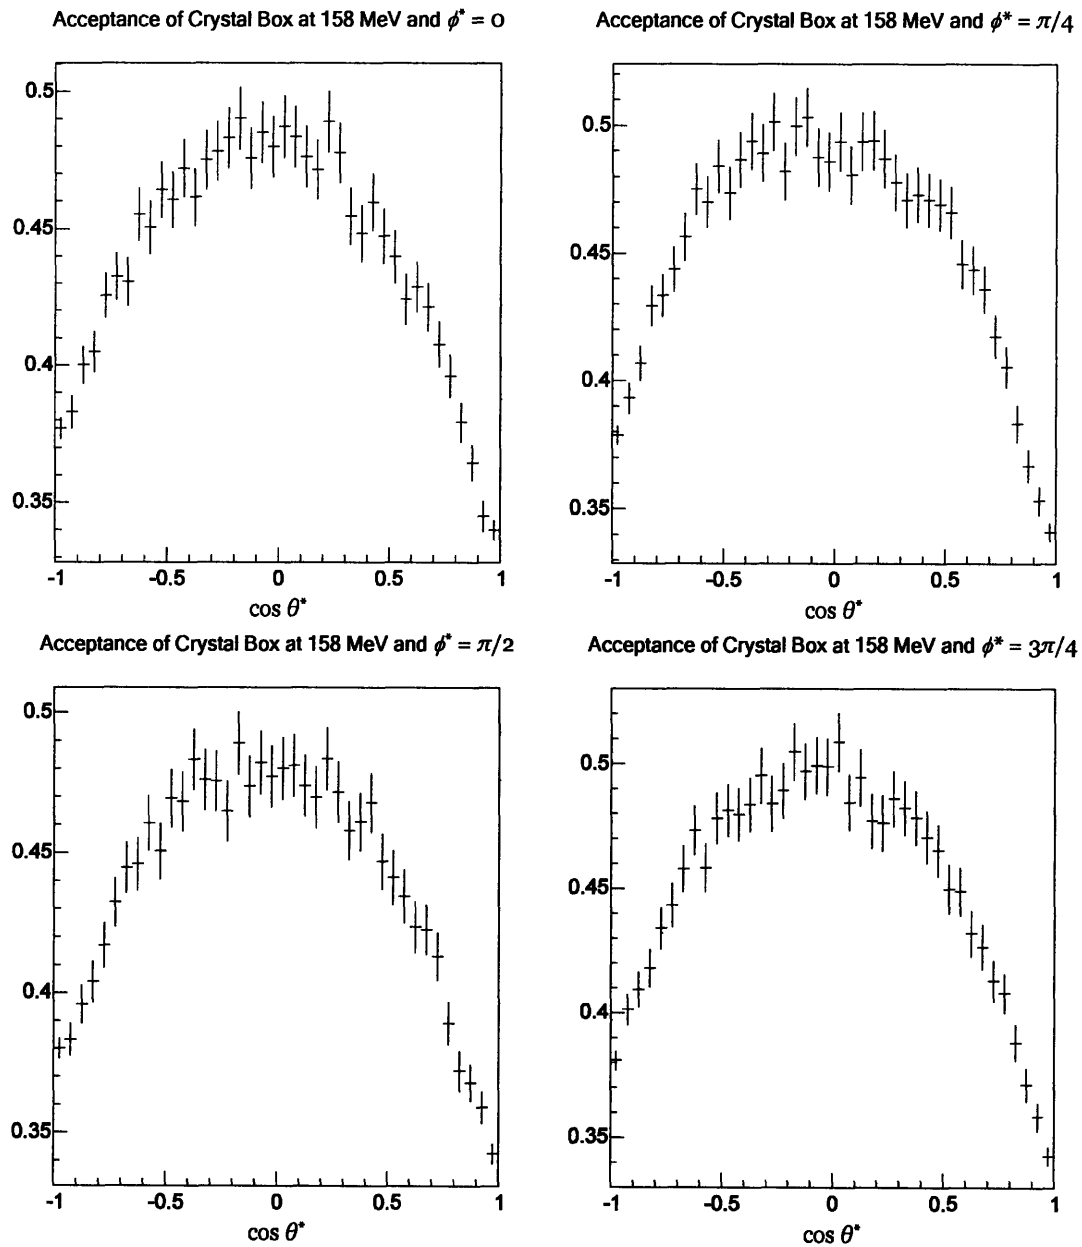 Acceptance of Crystal Box at 158 MeV and ϕ* = 0
0.5
0.45
0.4
0.35
-1 -0.5 0 0.5 1
cos θ*
Acceptance of Crystal Box at 158 MeV and ϕ* = π/4
0.5
0.45
0.4
0.35
-1 -0.5 0 0.5 1
cos θ*
Acceptance of Crystal Box at 158 MeV and ϕ* = π/2
0.5
0.45
0.4
0.35
-1 -0.5 0 0.5 1
cos θ*
Acceptance of Crystal Box at 158 MeV and ϕ* = 3π/4
0.5
0.45
0.4
0.35
-1 -0.5 0 0.5 1
cos θ*